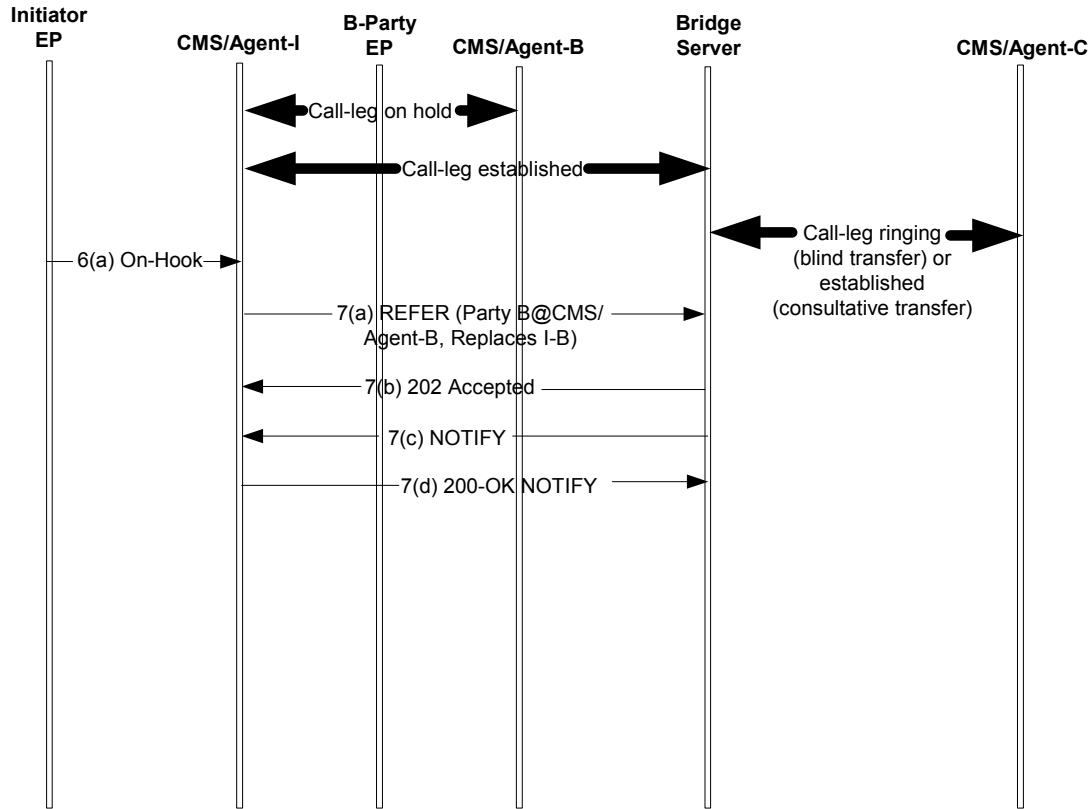 Initiator
EP
CMS/Agent-I
B-Party
EP
CMS/Agent-B
Bridge
Server
CMS/Agent-C
Call-leg on hold
Call-leg established
Call-leg ringing
(blind transfer) or
established
(consultative transfer)
6(a) On-Hook
7(a) REFER (Party B@CMS/
Agent-B, Replaces I-B)
7(b) 202 Accepted
7(c) NOTIFY
7(d) 200-OK NOTIFY